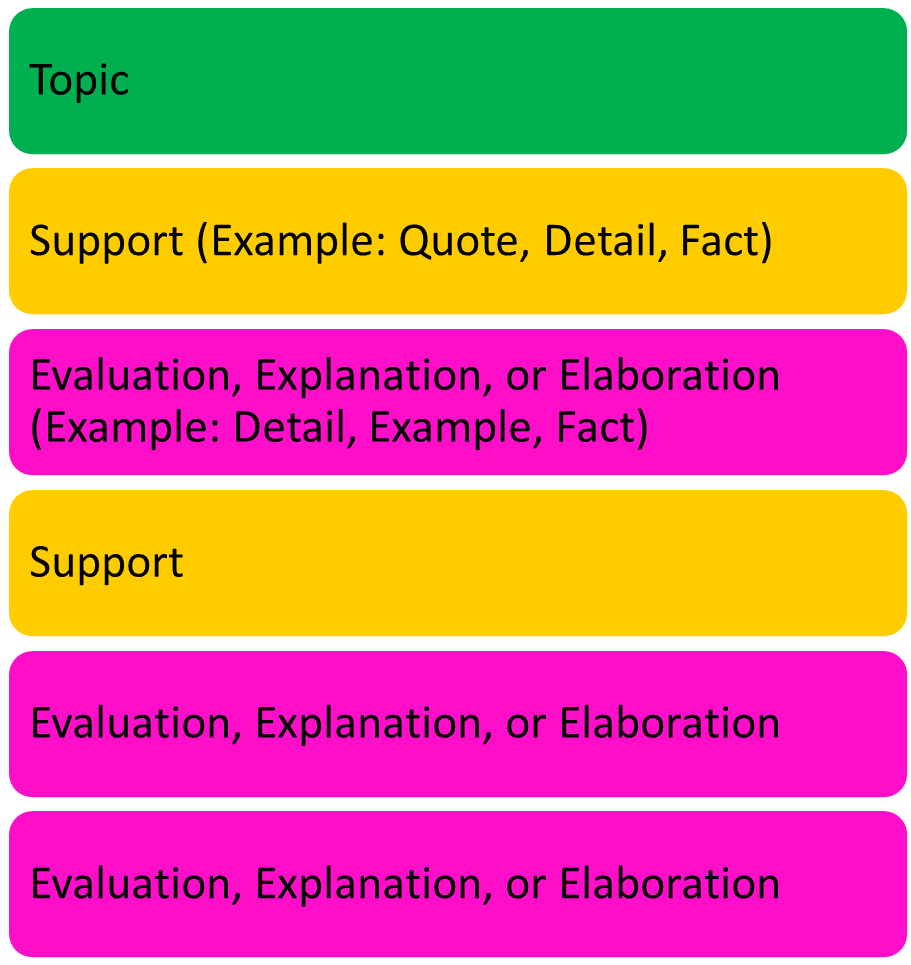 Topic
Support (Example: Quote, Detail, Fact)
Evaluation, Explanation, or Elaboration
(Example: Detail, Example, Fact)
Support
Evaluation, Explanation, or Elaboration
Evaluation, Explanation, or Elaboration